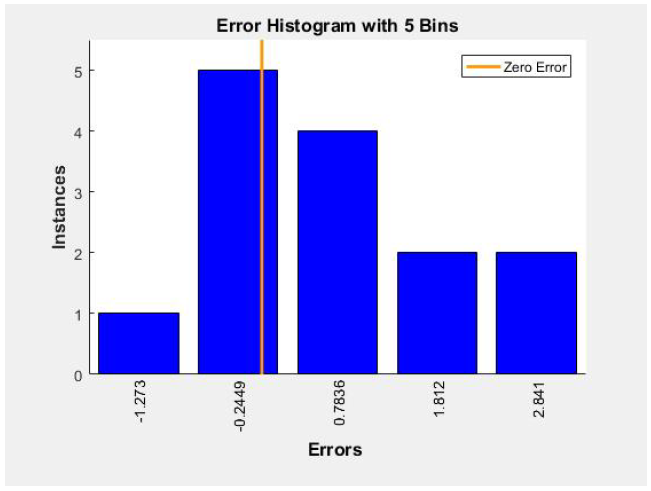 Error Histogram with 5 Bins
Zero Error
5
4
3
2
1
0
Instances
-1.273
-0.2449
0.7836
1.812
2.841
Errors